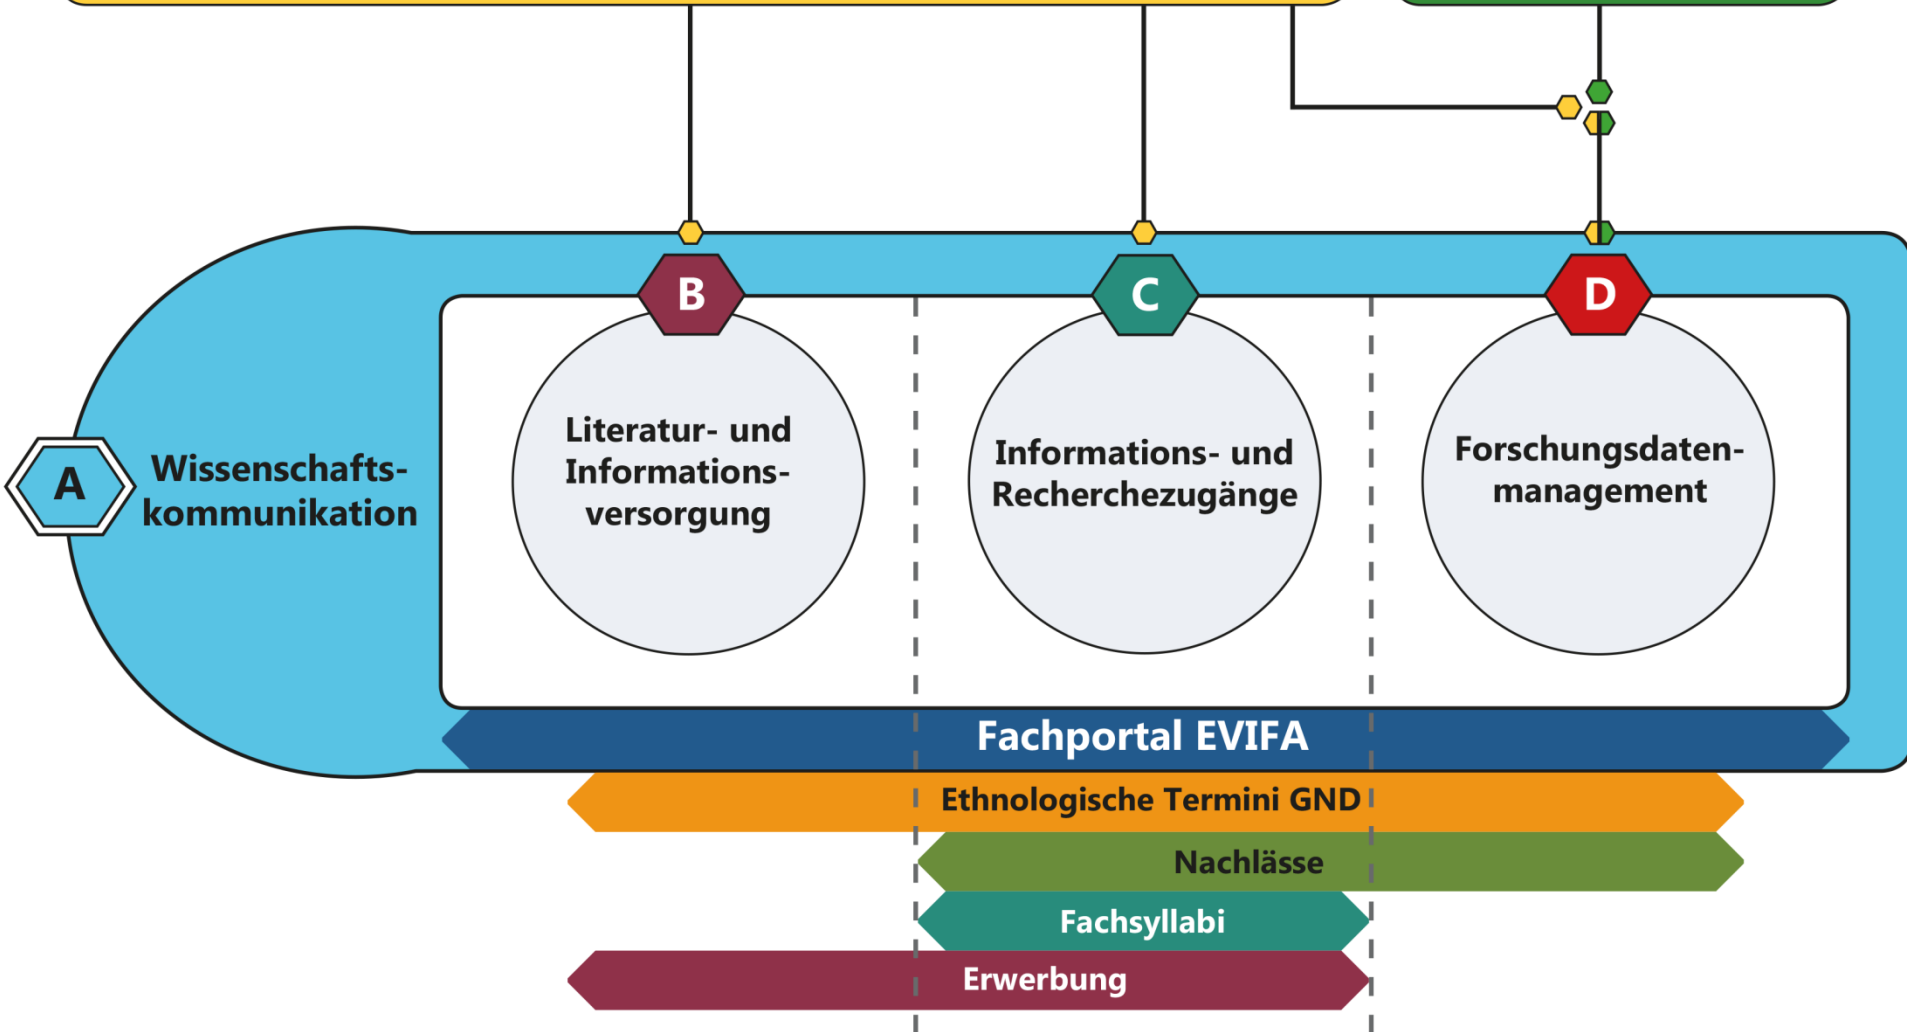 B
C
D
A
Wissenschafts-
kommunikation
Literatur- und
Informations-
versorgung
Informations- und
Recherchezugänge
Forschungsdaten-
management
Fachportal EVIFA
Ethnologische Termini GND
Nachlässe
Fachsyllabi
Erwerbung